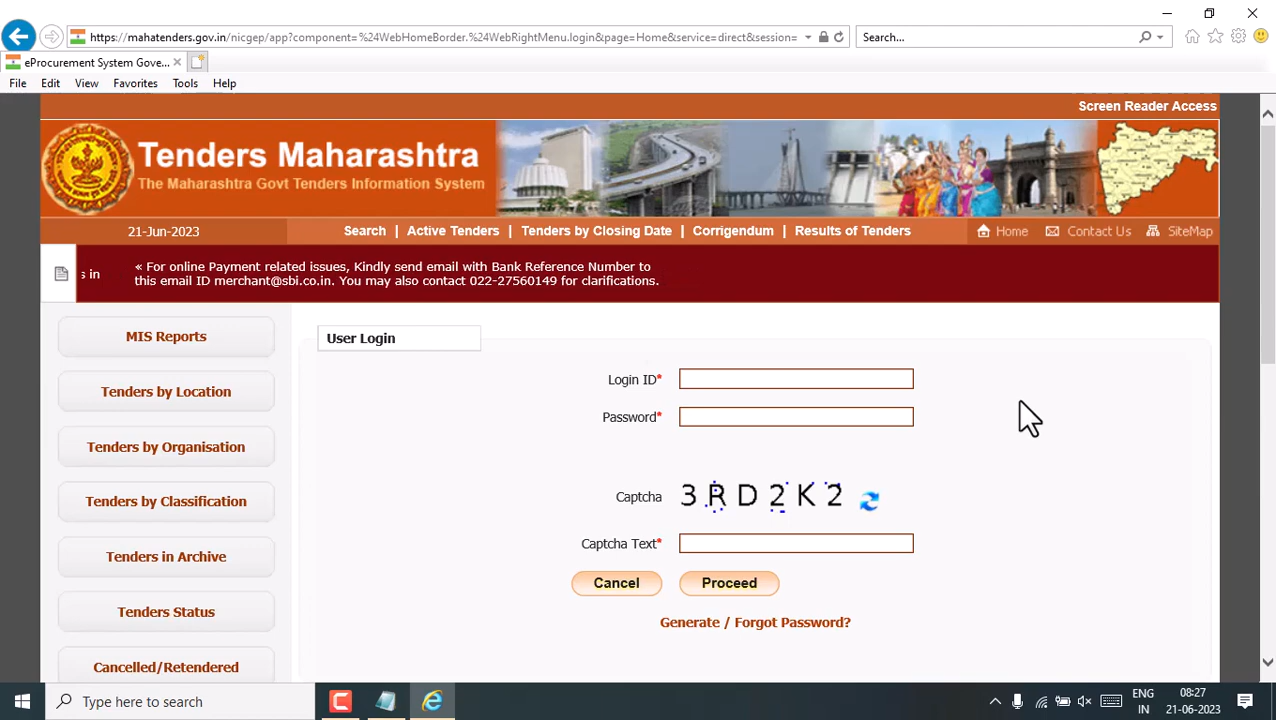 https://mahatenders.gov.in/nicgep/app?component=%24WebHomeBorder.%24WebRightMenu.login&page=Home&service=direct&session=
Search...
eProcurement System Gove...
File Edit View Favorites Tools Help
Screen Reader Access
Tenders Maharashtra
The Maharashtra Govt Tenders Information System
21-Jun-2023
Search | Active Tenders | Tenders by Closing Date | Corrigendum | Results of Tenders
Home Contact Us SiteMap
s in
« For online Payment related issues, Kindly send email with Bank Reference Number to
this email ID merchant@sbi.co.in. You may also contact 022-27560149 for clarifications.
MIS Reports
Tenders by Location
Tenders by Organisation
Tenders by Classification
Tenders in Archive
Tenders Status
Cancelled/Retendered
User Login
Login ID*
Password*
Captcha 3RD2K2
Captcha Text*
Cancel Proceed
Generate / Forgot Password?
Type here to search
ENG
IN
08:27
21-06-2023